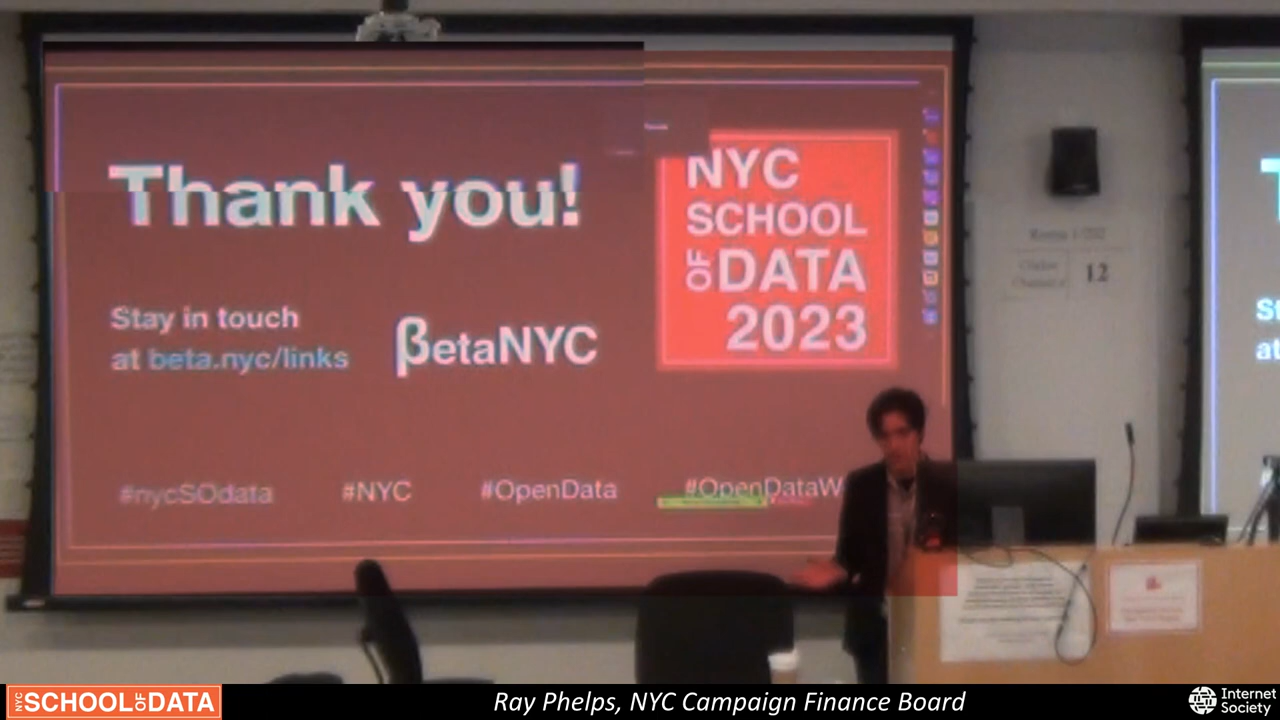 Thank you!
NYC
SCHOOL
OF DATA
2023
Stay in touch
at beta.nyc/links
βetaNYC
#nycSOdata
#NYC
#OpenData
#OpenDataW
12
NYC SCHOOL OF DATA
Ray Phelps, NYC Campaign Finance Board
Internet
Society